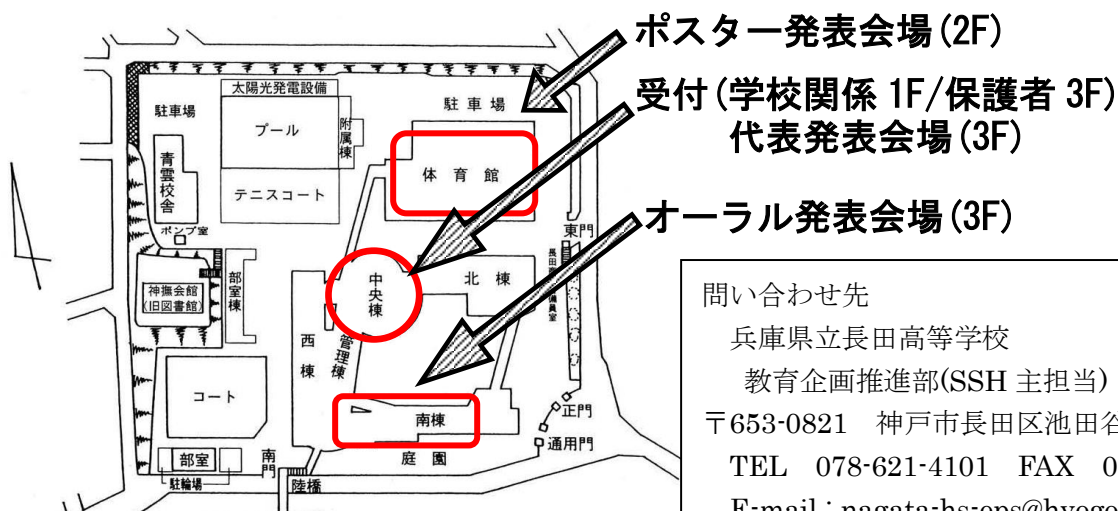 ポスター発表会場(2F)
受付(学校関係 1F/保護者 3F)
代表発表会場(3F)
オーラル発表会場(3F)
太陽光発電設備
駐車場
プール
附属棟
駐車場
青雲校舎
体育館
テニスコート
ポンプ室
東門
神撫会館
(旧図書館)
部室棟
中央棟
北棟
西棟
管理棟
コート
南棟
正門
通用門
庭園
部室
南門
駐輪場
陸橋
問い合わせ先
兵庫県立長田高等学校
教育企画推進部(SSH 主担当)
〒653-0821 神戸市長田区池田谷
TEL 078-621-4101 FAX 0
E-mail:nagata-hs-eps@hyogo